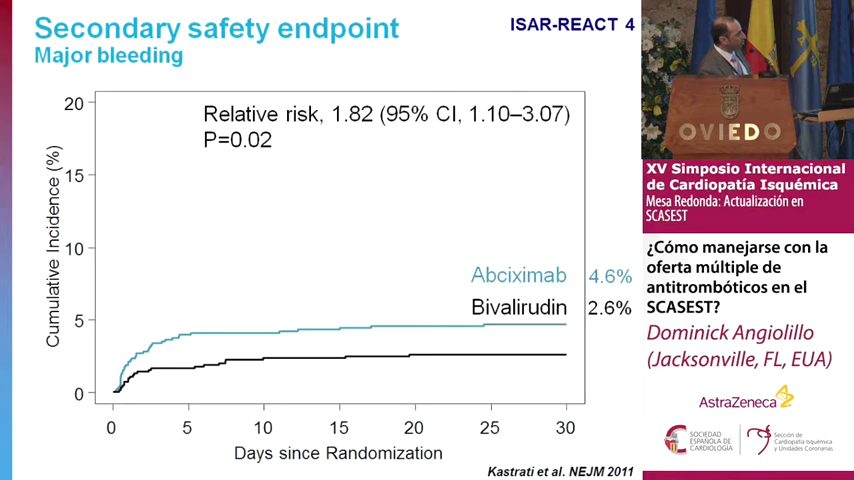 Secondary safety endpoint
Major bleeding
ISAR-REACT 4
Relative risk, 1.82 (95% CI, 1.10–3.07)
P=0.02
Cumulative Incidence (%)
20
15
10
5
0
Abciximab 4.6%
Bivalirudin 2.6%
0 5 10 15 20 25 30
Days since Randomization
Kastrati et al. NEJM 2011
OVIEDO
XV Simposio Internacional
de Cardiopatía Isquémica
Mesa Redonda: Actualización en
SCASEST
¿Cómo manejarse con la
oferta múltiple de
antitrombóticos en el
SCASEST?
Dominick Angiolillo
(Jacksonville, FL, EUA)
AstraZeneca
SOCIEDAD
ESPAÑOLA DE
CARDIOLOGÍA
Sección de
Cardiopatía Isquémica
y Unidades Coronarias